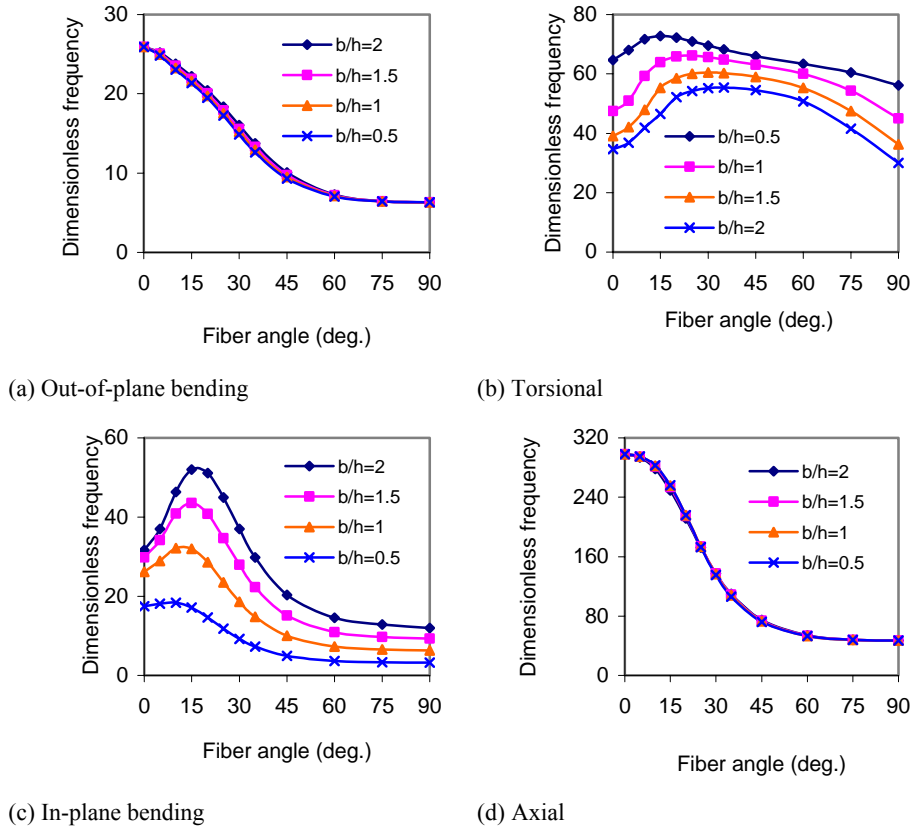 Dimensionless frequency
30
20
10
0
b/h=2
b/h=1.5
b/h=1
b/h=0.5
0 15 30 45 60 75 90
Fiber angle (deg.)
(a) Out-of-plane bending
Dimensionless frequency
80
60
40
20
0
b/h=0.5
b/h=1
b/h=1.5
b/h=2
0 15 30 45 60 75 90
Fiber angle (deg.)
(b) Torsional
Dimensionless frequency
60
40
20
0
b/h=2
b/h=1.5
b/h=1
b/h=0.5
0 15 30 45 60 75 90
Fiber angle (deg.)
(c) In-plane bending
Dimensionless frequency
320
240
160
80
0
b/h=2
b/h=1.5
b/h=1
b/h=0.5
0 15 30 45 60 75 90
Fiber angle (deg.)
(d) Axial